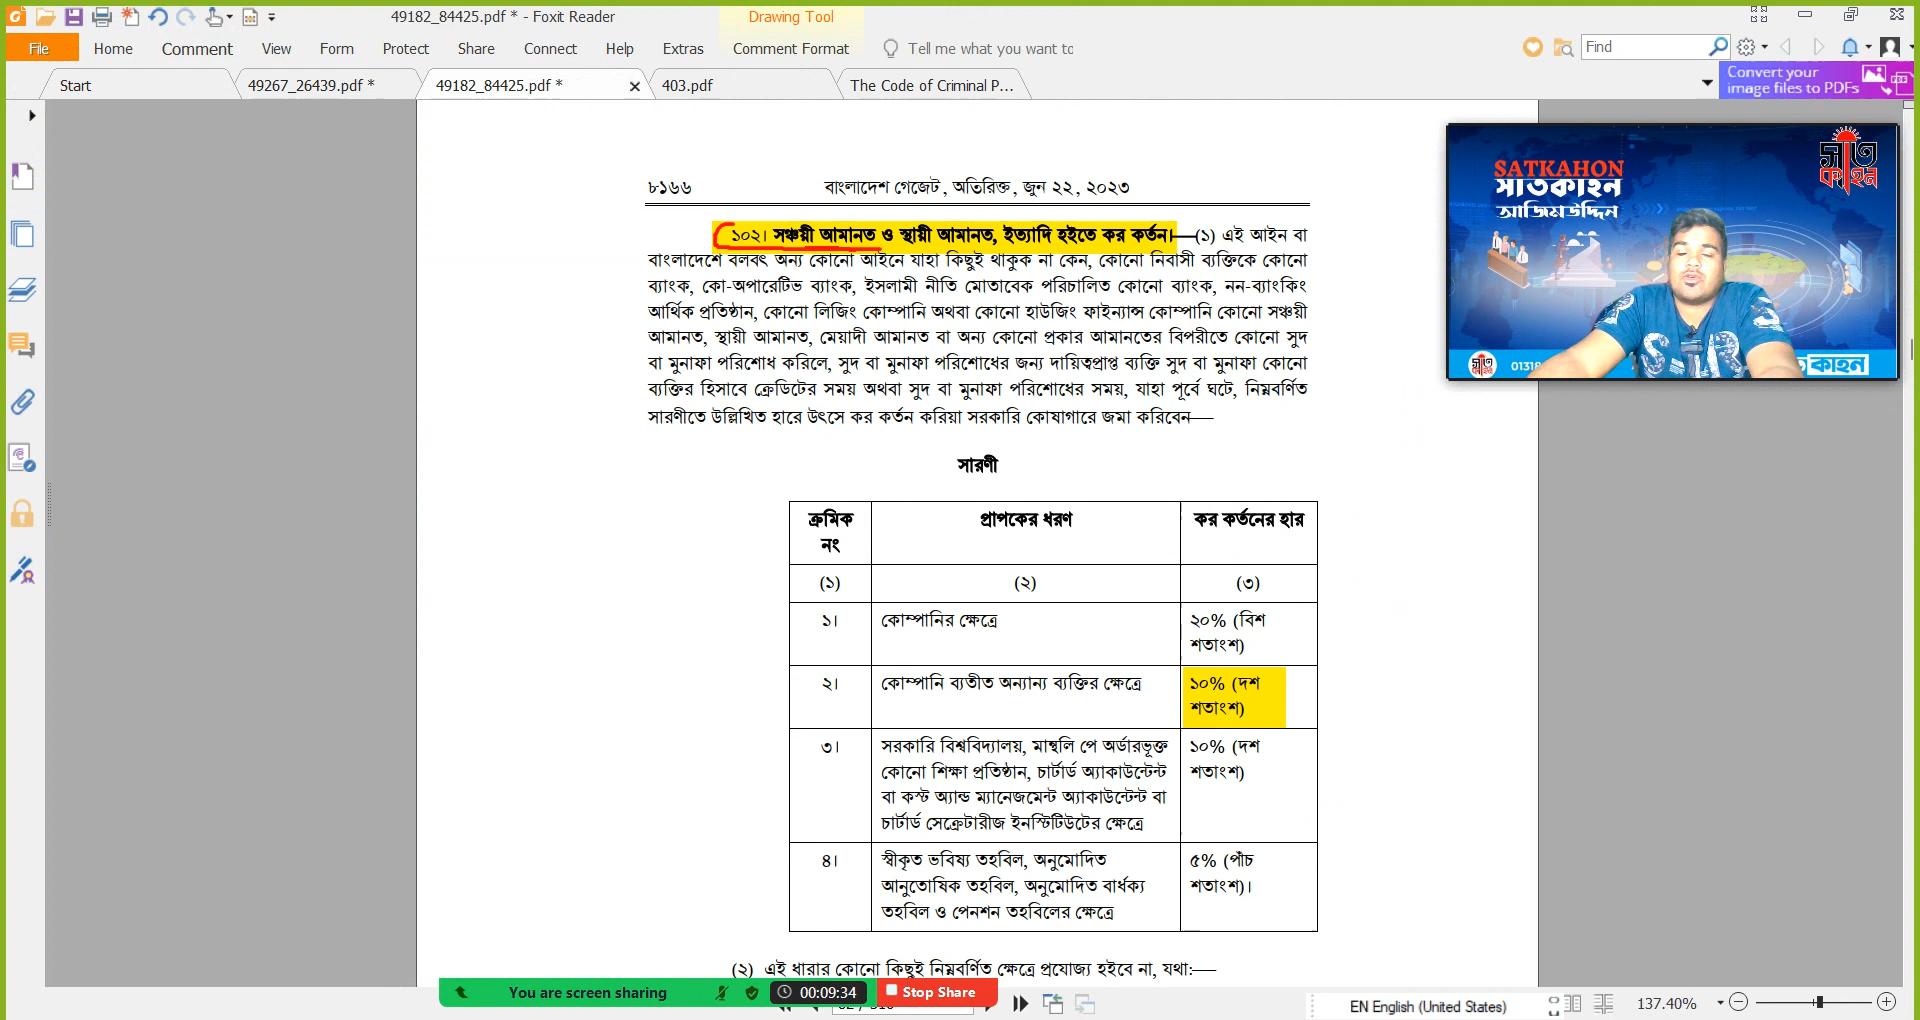 49182_84425.pdf * - Foxit Reader
Drawing Tool
File
Home
Comment
View
Form
Protect
Share
Connect
Help
Extras
Comment Format
Tell me what you want to
Find
Start
49267_26439.pdf *
49182_84425.pdf *
403.pdf
The Code of Criminal P...
Convert your
image files to PDFs
৮১৬৬
বাংলাদেশ গেজেট, অতিরিক্ত, জুন ২২, ২০২৩
১০২। সঞ্চয়ী আমানত ও স্থায়ী আমানত, ইত্যাদি হইতে কর কর্তন।—(১) এই আইন বা
বাংলাদেশে বলবৎ অন্য কোনো আইনে যাহা কিছুই থাকুক না কেন, কোনো নিবাসী ব্যক্তিকে কোনো
ব্যাংক, কো-অপারেটিভ ব্যাংক, ইসলামী নীতি মোতাবেক পরিচালিত কোনো ব্যাংক, নন-ব্যাংকিং
আর্থিক প্রতিষ্ঠান, কোনো লিজিং কোম্পানি অথবা কোনো হাউজিং ফাইন্যান্স কোম্পানি কোনো সঞ্চয়ী
আমানত, স্থায়ী আমানত, মেয়াদী আমানত বা অন্য কোনো প্রকার আমানতের বিপরীতে কোনো সুদ
বা মুনাফা পরিশোধ করিলে, সুদ বা মুনাফা পরিশোধের জন্য দায়িত্বপ্রাপ্ত ব্যক্তি সুদ বা মুনাফা কোনো
ব্যক্তির হিসাবে ক্রেডিটের সময় অথবা সুদ বা মুনাফা পরিশোধের সময়, যাহা পূর্বে ঘটে, নিম্নবর্ণিত
সারণীতে উল্লিখিত হারে উৎসে কর কর্তন করিয়া সরকারি কোষাগারে জমা করিবেন—
সারণী
ক্রমিক
নং
প্রাপকের ধরণ
কর কর্তনের হার
(১)
(২)
(৩)
১।
কোম্পানির ক্ষেত্রে
২০% (বিশ
শতাংশ)
২।
কোম্পানি ব্যতীত অন্যান্য ব্যক্তির ক্ষেত্রে
১০% (দশ
শতাংশ)
৩।
সরকারি বিশ্ববিদ্যালয়, মান্থলি পে অর্ডারভূক্ত
কোনো শিক্ষা প্রতিষ্ঠান, চার্টার্ড অ্যাকাউন্টেন্ট
বা কস্ট অ্যান্ড ম্যানেজমেন্ট অ্যাকাউন্টেন্ট বা
চার্টার্ড সেক্রেটারীজ ইনস্টিটিউটের ক্ষেত্রে
১০% (দশ
শতাংশ)
৪।
স্বীকৃত ভবিষ্য তহবিল, অনুমোদিত
আনুতোষিক তহবিল, অনুমোদিত বার্ধক্য
তহবিল ও পেনশন তহবিলের ক্ষেত্রে
৫% (পাঁচ
শতাংশ)।
(২) এই ধারার কোনো কিছুই নিম্নবর্ণিত ক্ষেত্রে প্রযোজ্য হইবে না, যথা:—
SATKAHON
সাতকাহন
আজিমউদ্দিন
সাত
কাহন
কাহন
You are screen sharing
00:09:34
Stop Share
EN English (United States)
137.40%